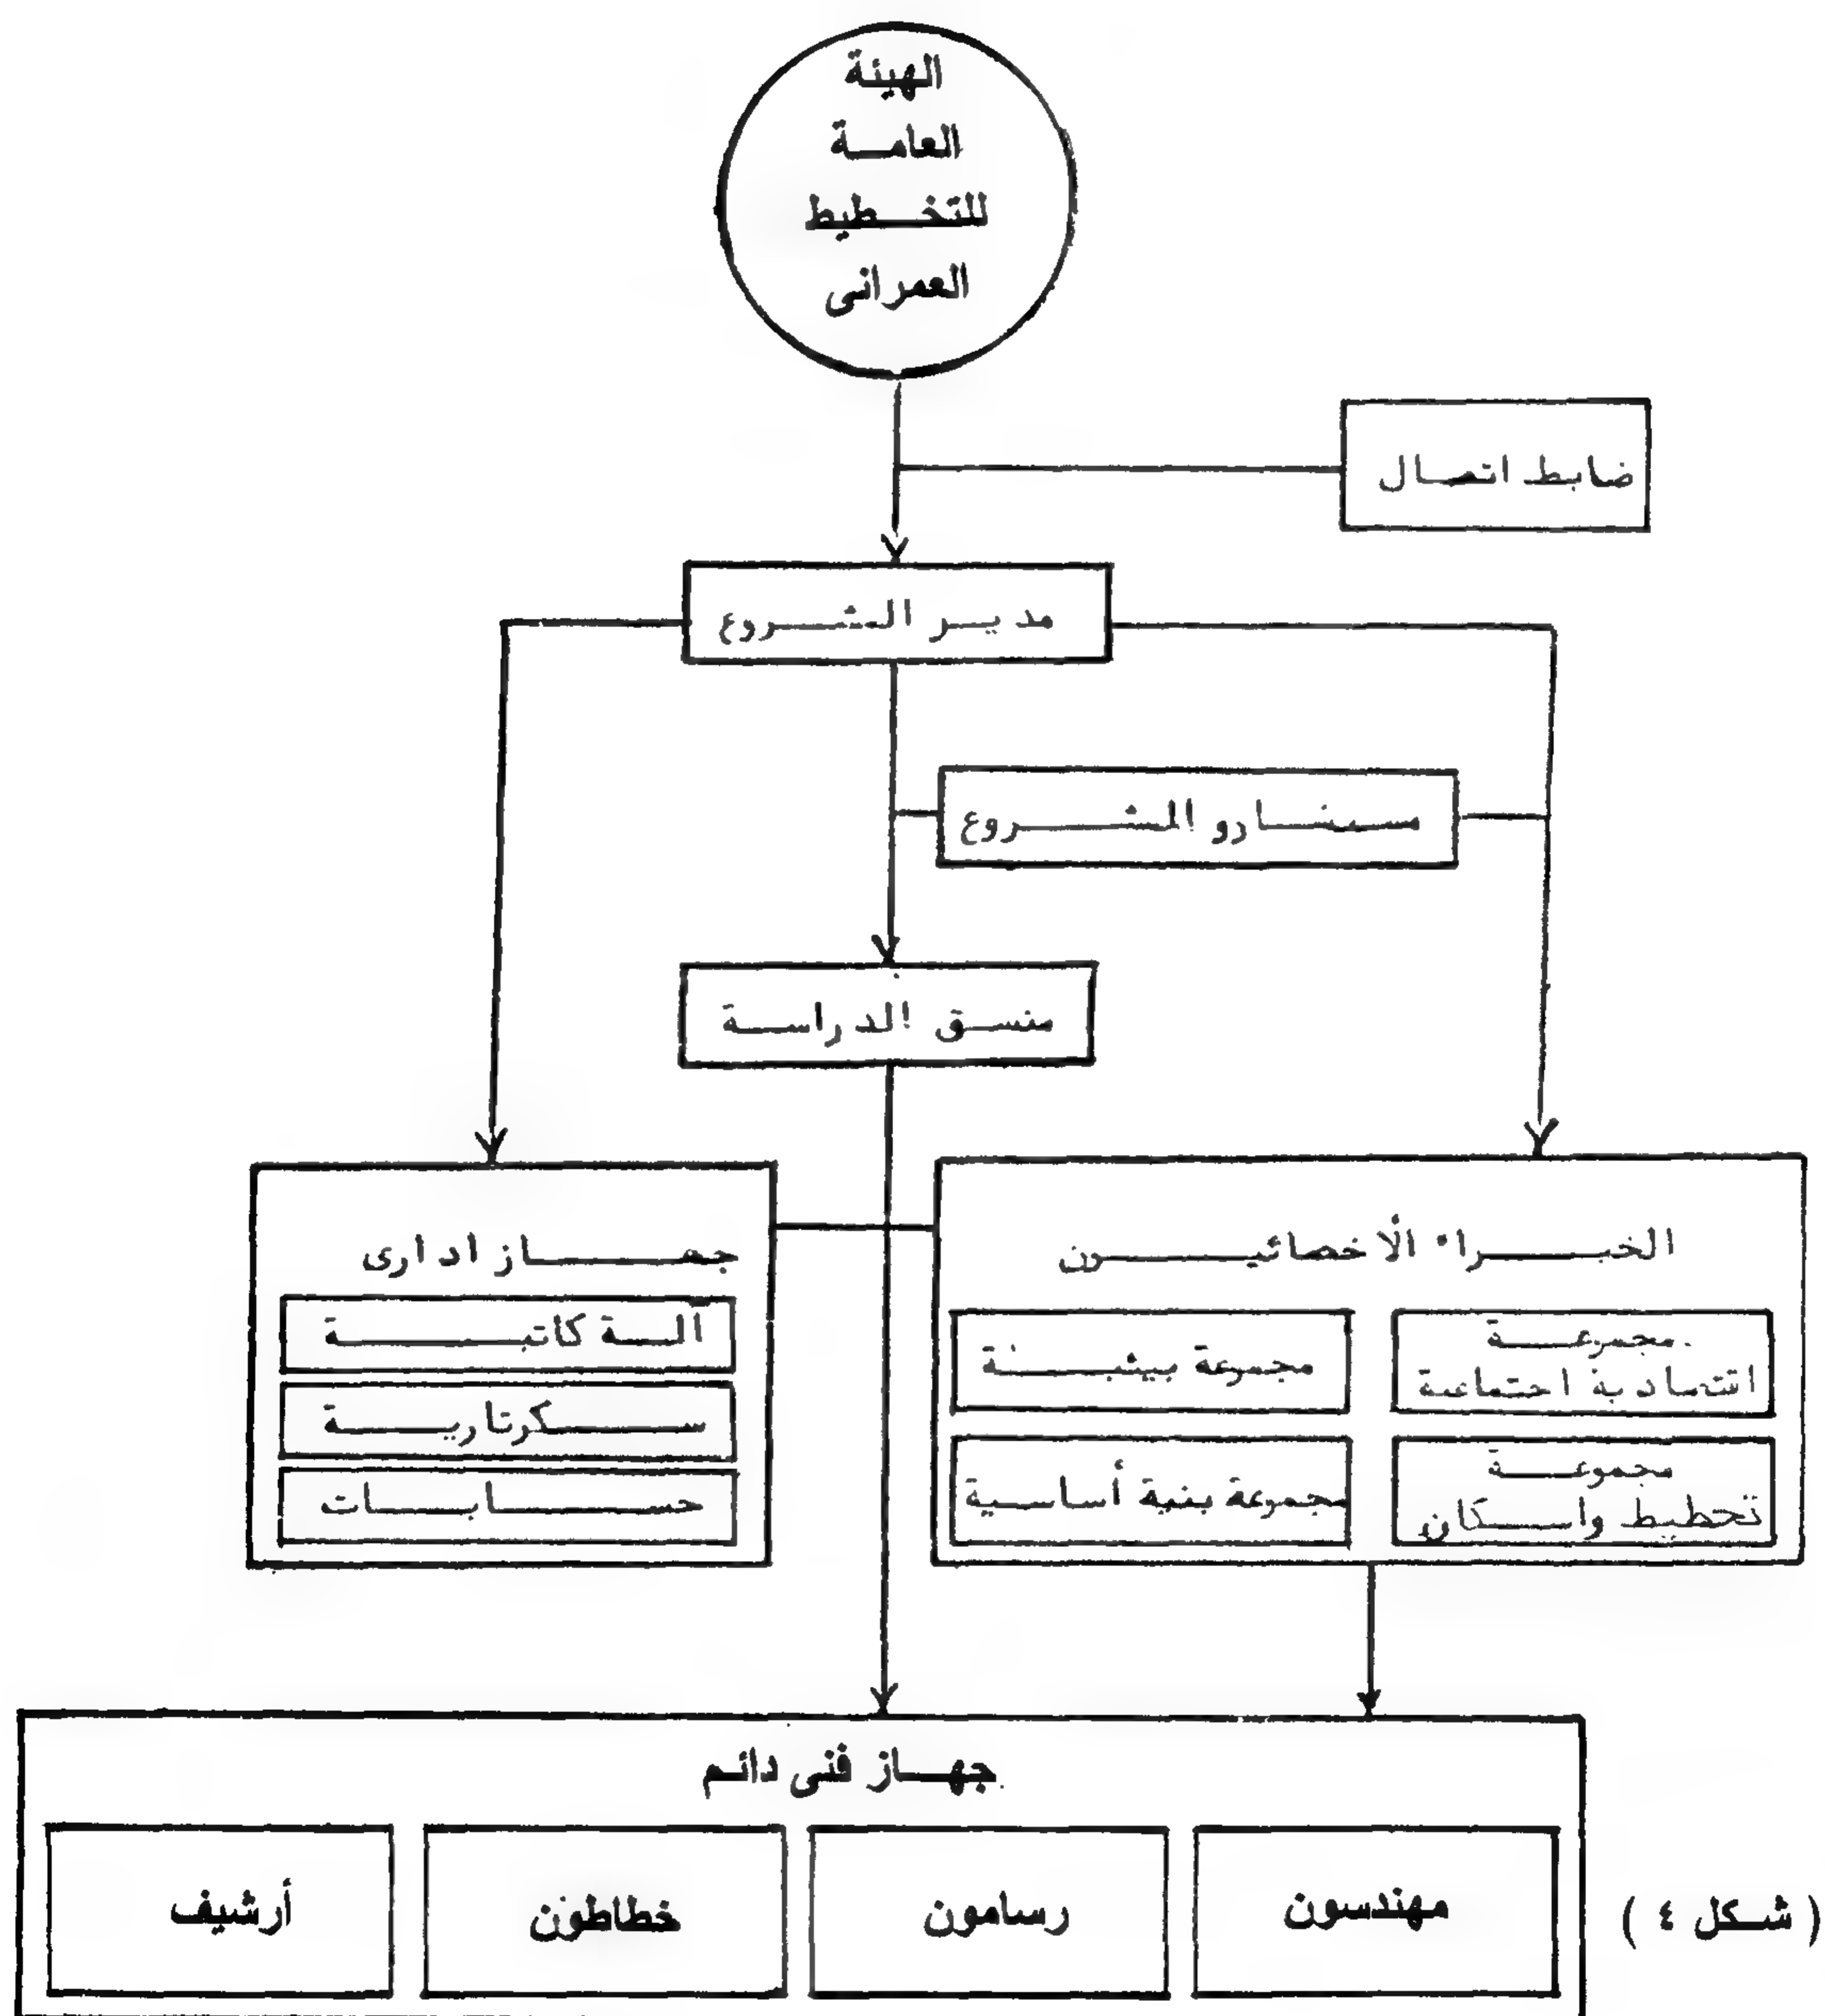 الهيئة
العامة
للتخطيط
العمرانى
ضابط اتصال
مدير المشروع
مستشارو المشروع
منسق الدراسة
الخبراء الأخصائيون
جهاز ادارى
مجموعة
اقتصادية اجتماعية
مجموعة بيئية
آلة كاتبة
مجموعة
تخطيط واسكان
مجموعة بنية أساسية
سكرتارية
حسابات
جهاز فنى دائم
مهندسون
رسامون
خطاطون
أرشيف
( شكل ٤ )